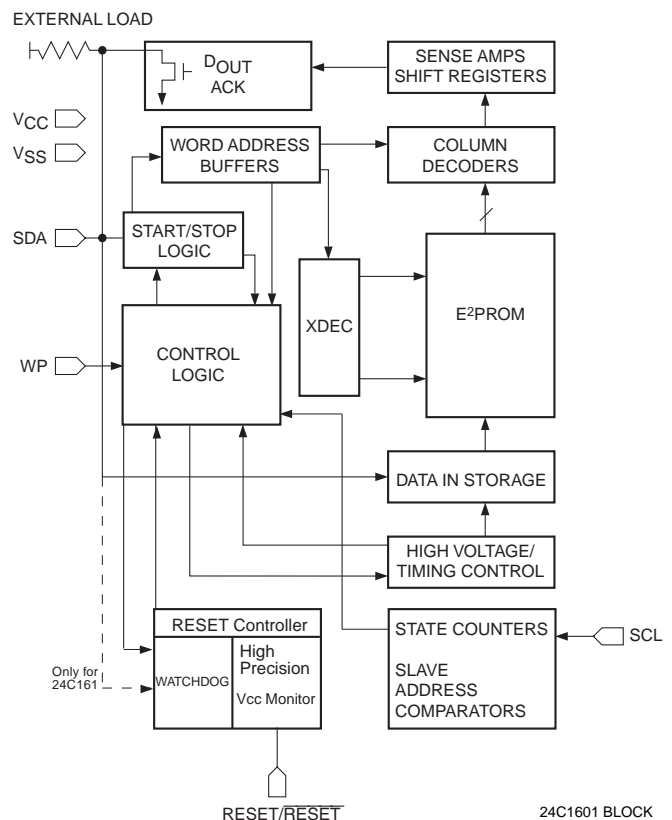 EXTERNAL LOAD
DOUT
ACK
SENSE AMPS
SHIFT REGISTERS
VCC
WORD ADDRESS
BUFFERS
COLUMN
DECODERS
VSS
SDA
START/STOP
LOGIC
XDEC
E2PROM
WP
CONTROL
LOGIC
DATA IN STORAGE
HIGH VOLTAGE/
TIMING CONTROL
RESET Controller
WATCHDOG
High
Precision
Vcc Monitor
STATE COUNTERS
SLAVE
ADDRESS
COMPARATORS
SCL
Only for
24C161
RESET/RESET
24C1601 BLOCK